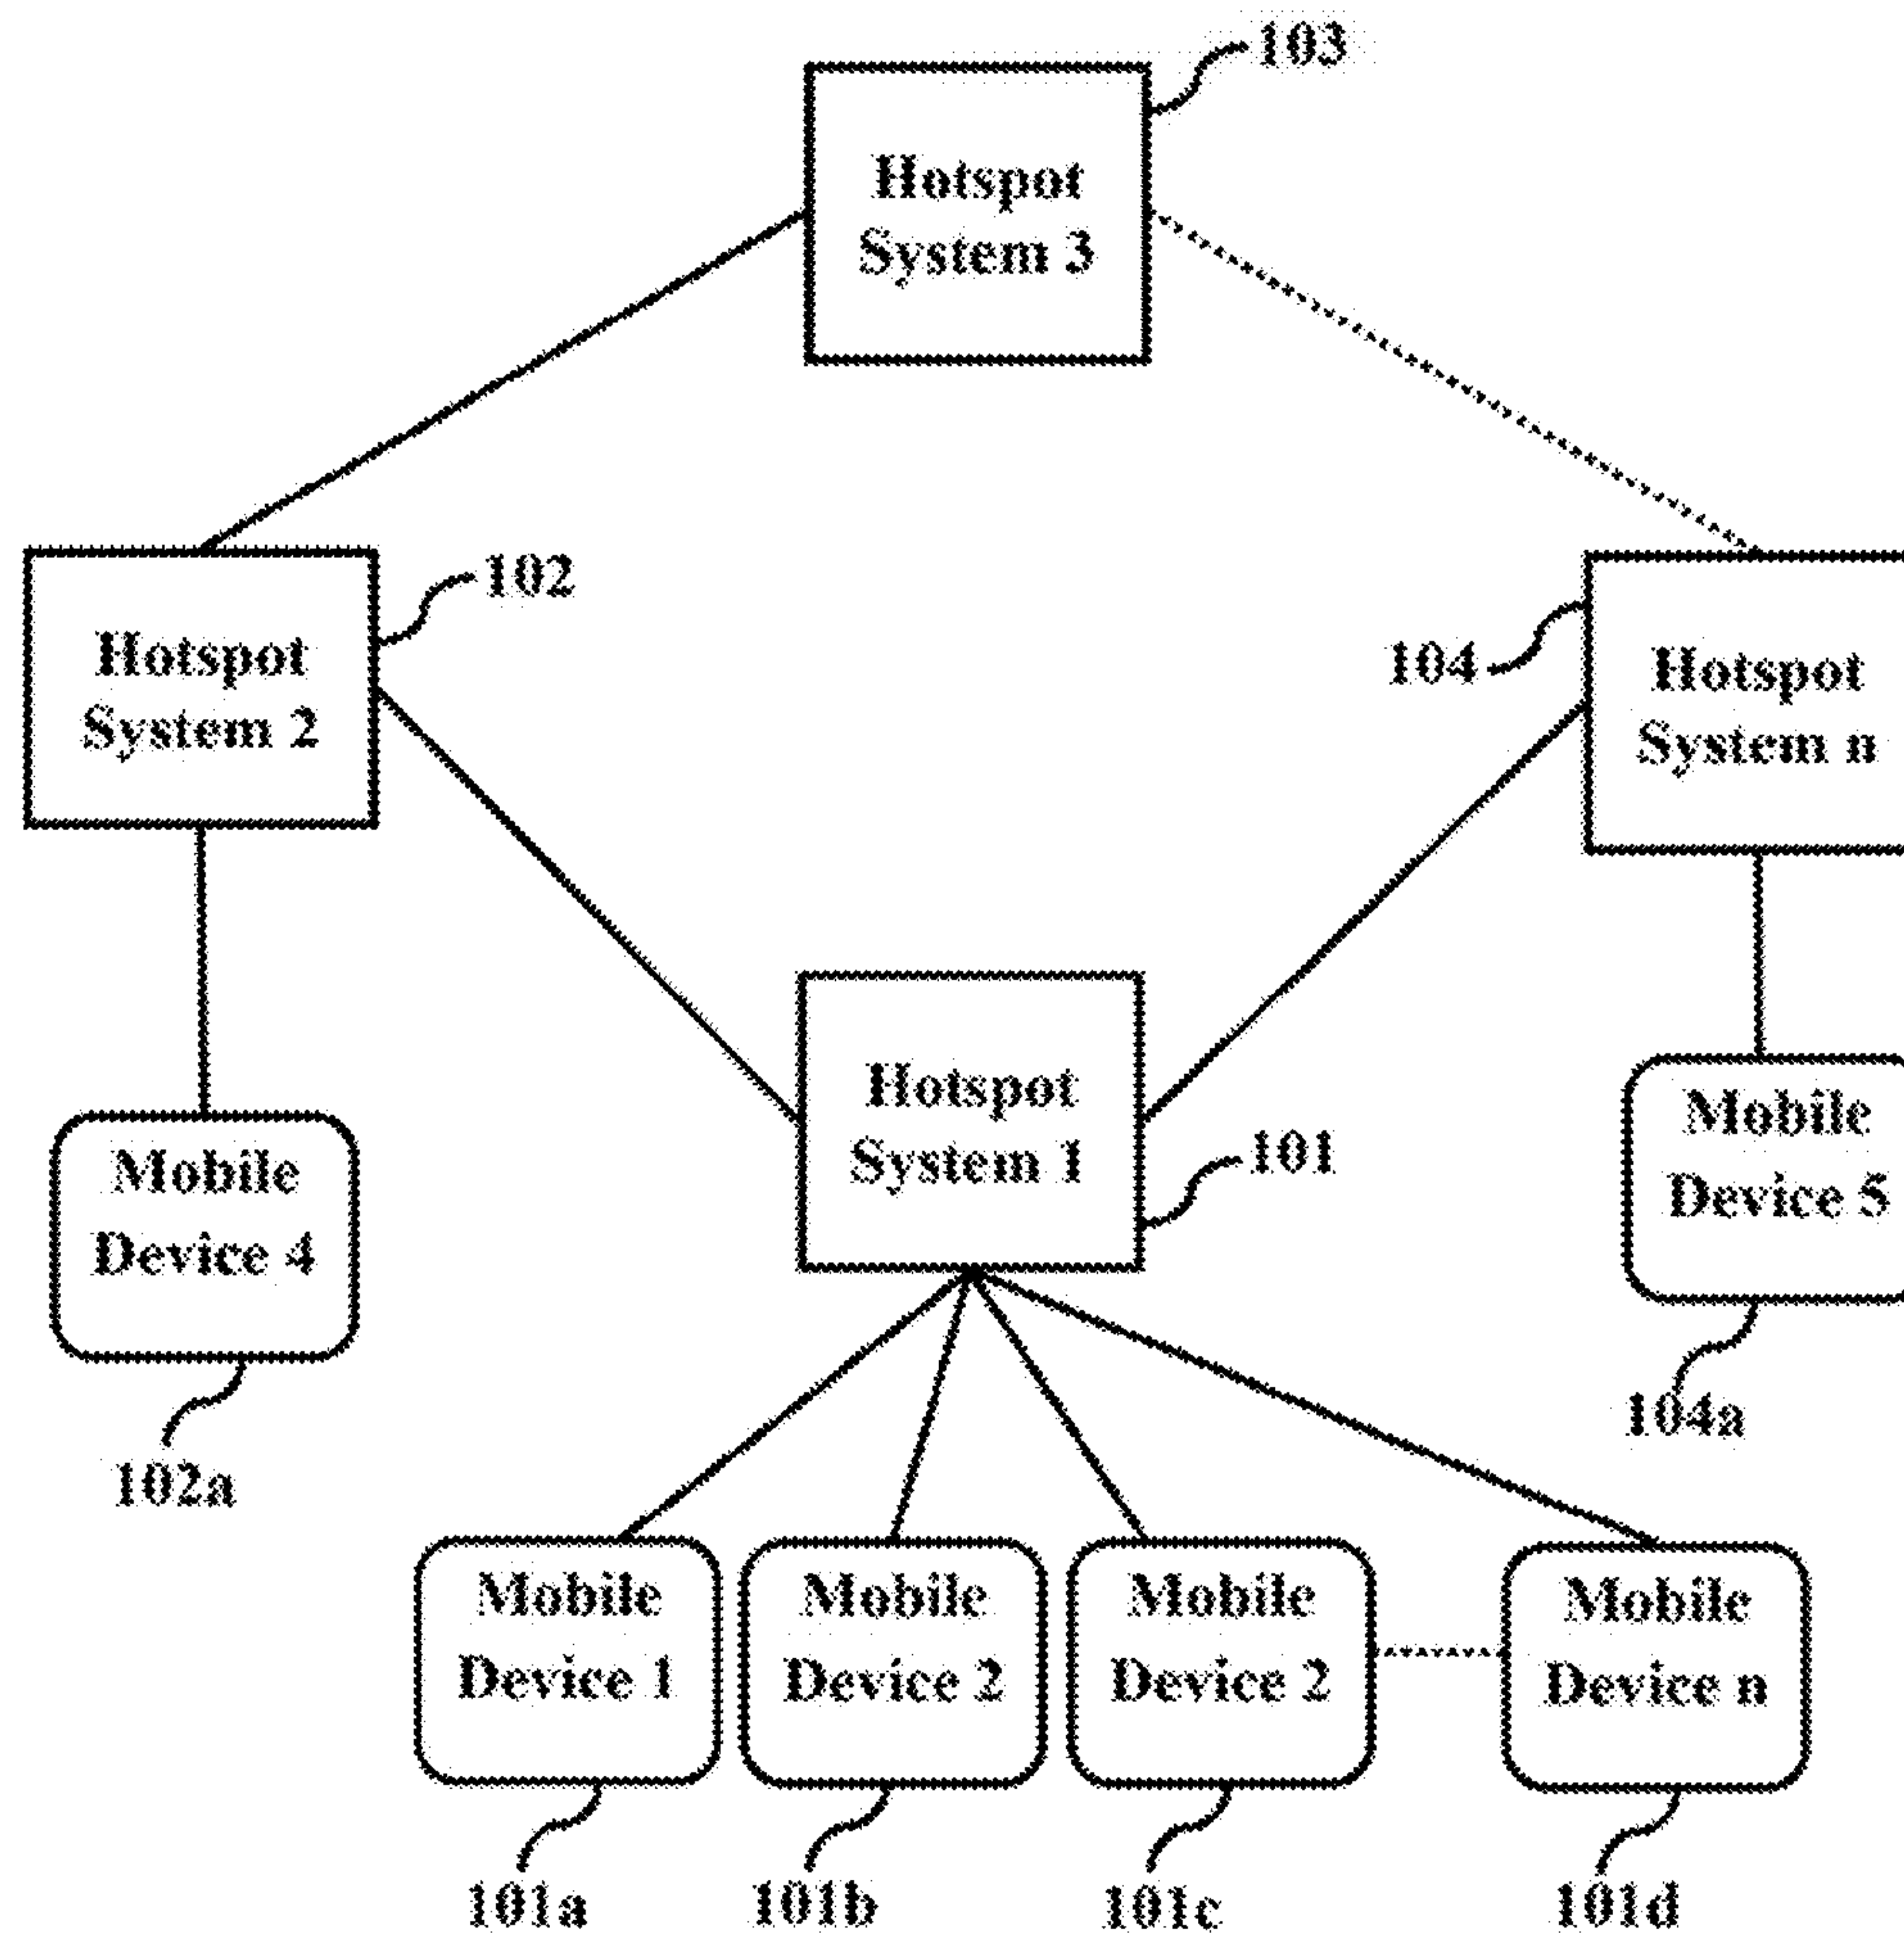 103
Hotspot
System 3
102
Hotspot
System 2
104
Hotspot
System n
Hotspot
System 1
101
Mobile
Device 4
102a
Mobile
Device 5
104a
Mobile
Device 1
Mobile
Device 2
Mobile
Device 2
Mobile
Device n
101a
101b
101c
101d